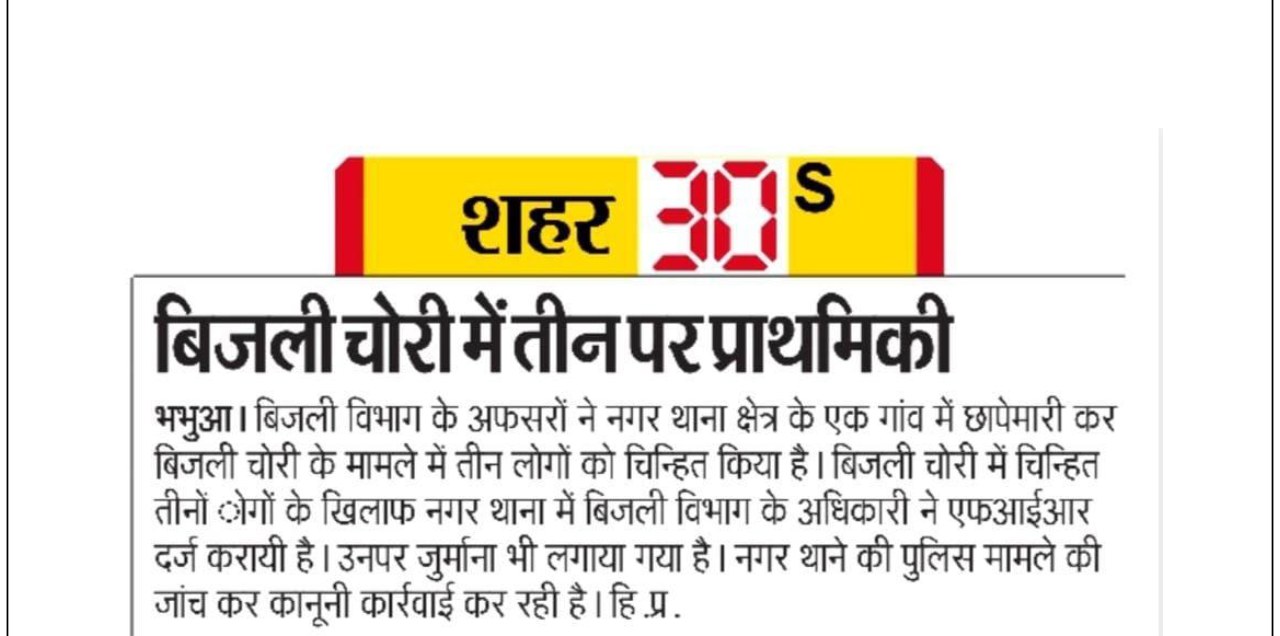 शहर 30 S
बिजली चोरी में तीन पर प्राथमिकी
भभुआ। बिजली विभाग के अफसरों ने नगर थाना क्षेत्र के एक गांव में छापेमारी कर
बिजली चोरी के मामले में तीन लोगों को चिन्हित किया है। बिजली चोरी में चिन्हित
तीनों ोगों के खिलाफ नगर थाना में बिजली विभाग के अधिकारी ने एफआईआर
दर्ज करायी है। उनपर जुर्माना भी लगाया गया है। नगर थाने की पुलिस मामले की
जांच कर कानूनी कार्रवाई कर रही है। हि.प्र.